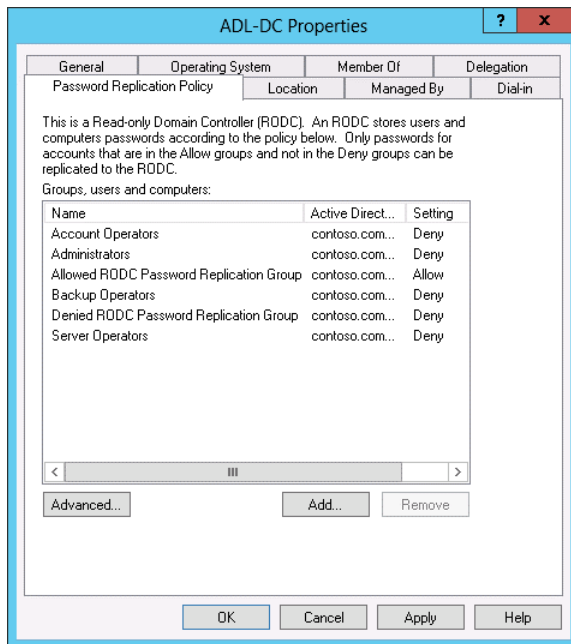 ADL-DC Properties
? x
General Operating System Member Of Delegation
Password Replication Policy Location Managed By Dial-in
This is a Read-only Domain Controller (RODC). An RODC stores users and
computers passwords according to the policy below. Only passwords for
accounts that are in the Allow groups and not in the Deny groups can be
replicated to the RODC.
Groups, users and computers:
Name Active Direct... Setting
Account Operators contoso.com... Deny
Administrators contoso.com... Deny
Allowed RODC Password Replication Group contoso.com... Allow
Backup Operators contoso.com... Deny
Denied RODC Password Replication Group contoso.com... Deny
Server Operators contoso.com... Deny
Advanced... Add... Remove
OK Cancel Apply Help